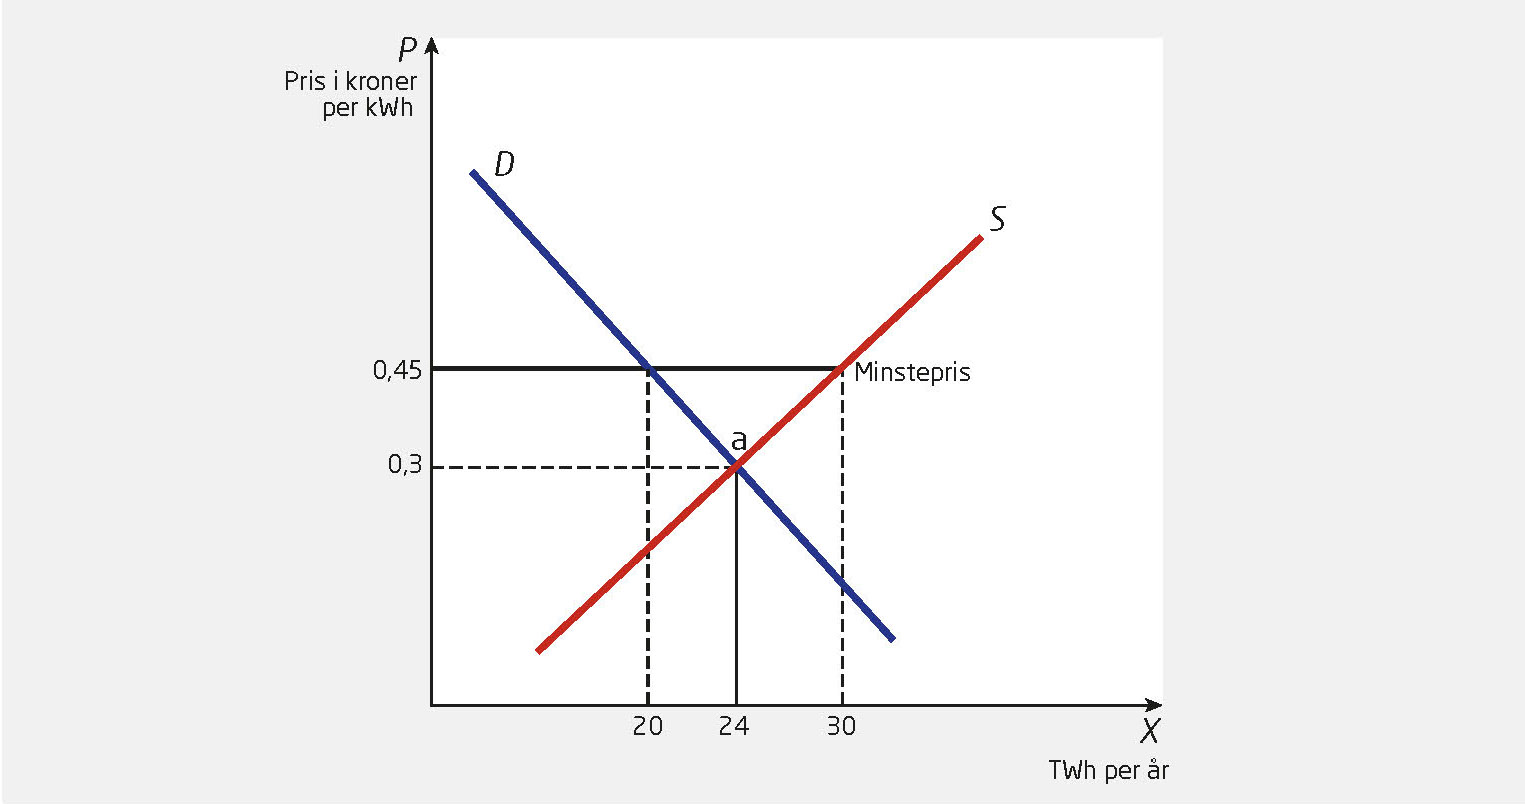 P
Pris i kroner
per kWh
D
S
0,45
Minstepris
a
0,3
20
24
30
X
TWh per år